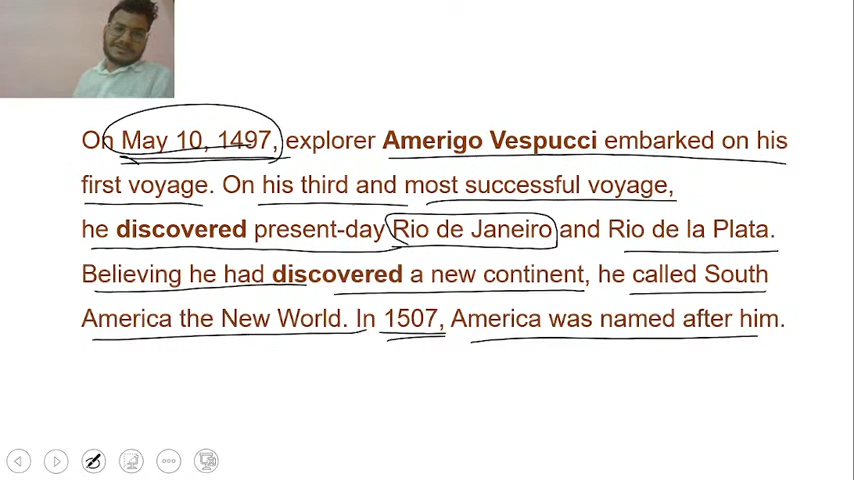 On May 10, 1497, explorer Amerigo Vespucci embarked on his
first voyage. On his third and most successful voyage,
he discovered present-day Rio de Janeiro and Rio de la Plata.
Believing he had discovered a new continent, he called South
America the New World. In 1507, America was named after him.